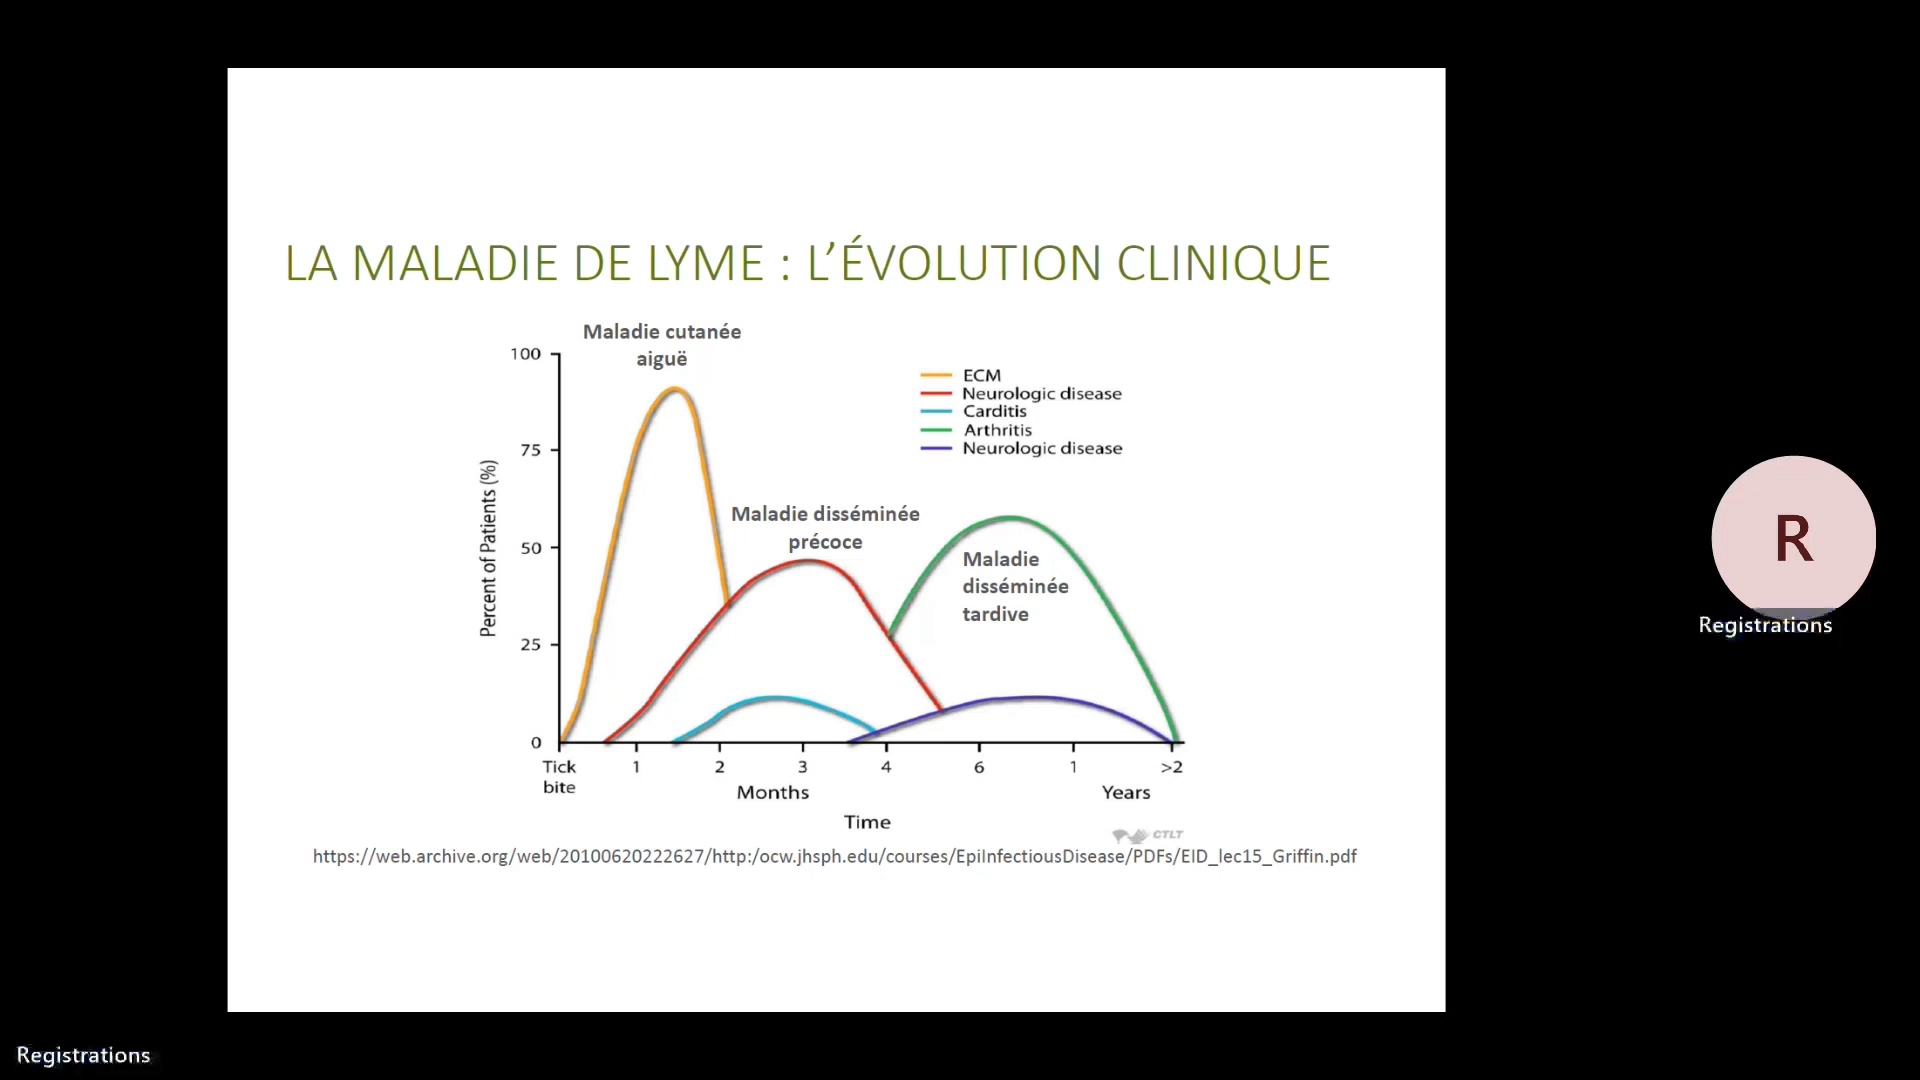 LA MALADIE DE LYME : L’ÉVOLUTION CLINIQUE
Maladie cutanée
aiguë
100
75
50
25
0
Percent of Patients (%)
ECM
Neurologic disease
Carditis
Arthritis
Neurologic disease
Maladie disséminée
précoce
Maladie
disséminée
tardive
Tick
bite
1
2
3
4
6
1
>2
Months
Years
Time
CTLT
https://web.archive.org/web/20100620222627/http:/ocw.jhsph.edu/courses/EpiInfectiousDisease/PDFs/EID_lec15_Griffin.pdf
R
Registrations
Registrations